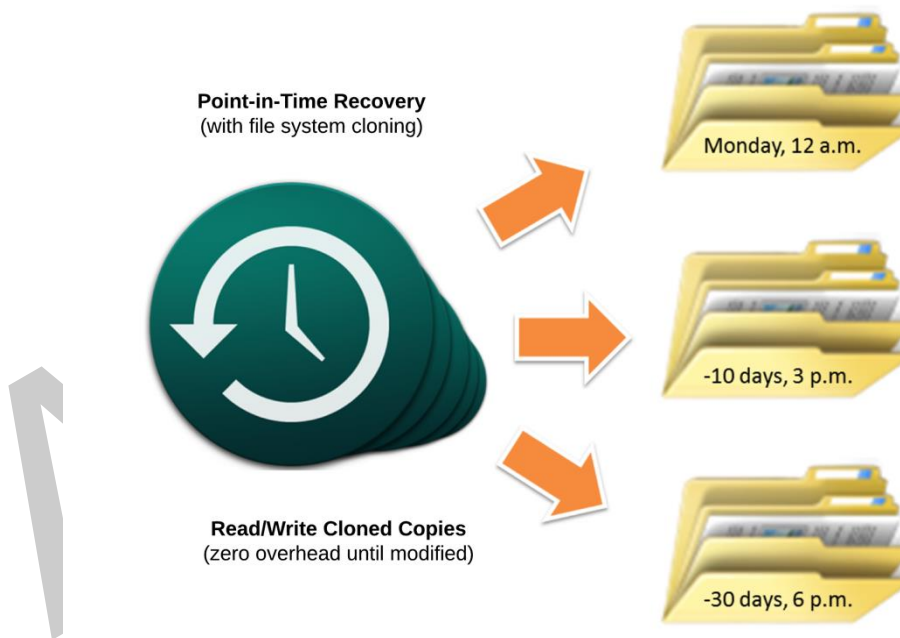 Point-in-Time Recovery
(with file system cloning)
Monday, 12 a.m.
-10 days, 3 p.m.
Read/Write Cloned Copies
(zero overhead until modified)
-30 days, 6 p.m.